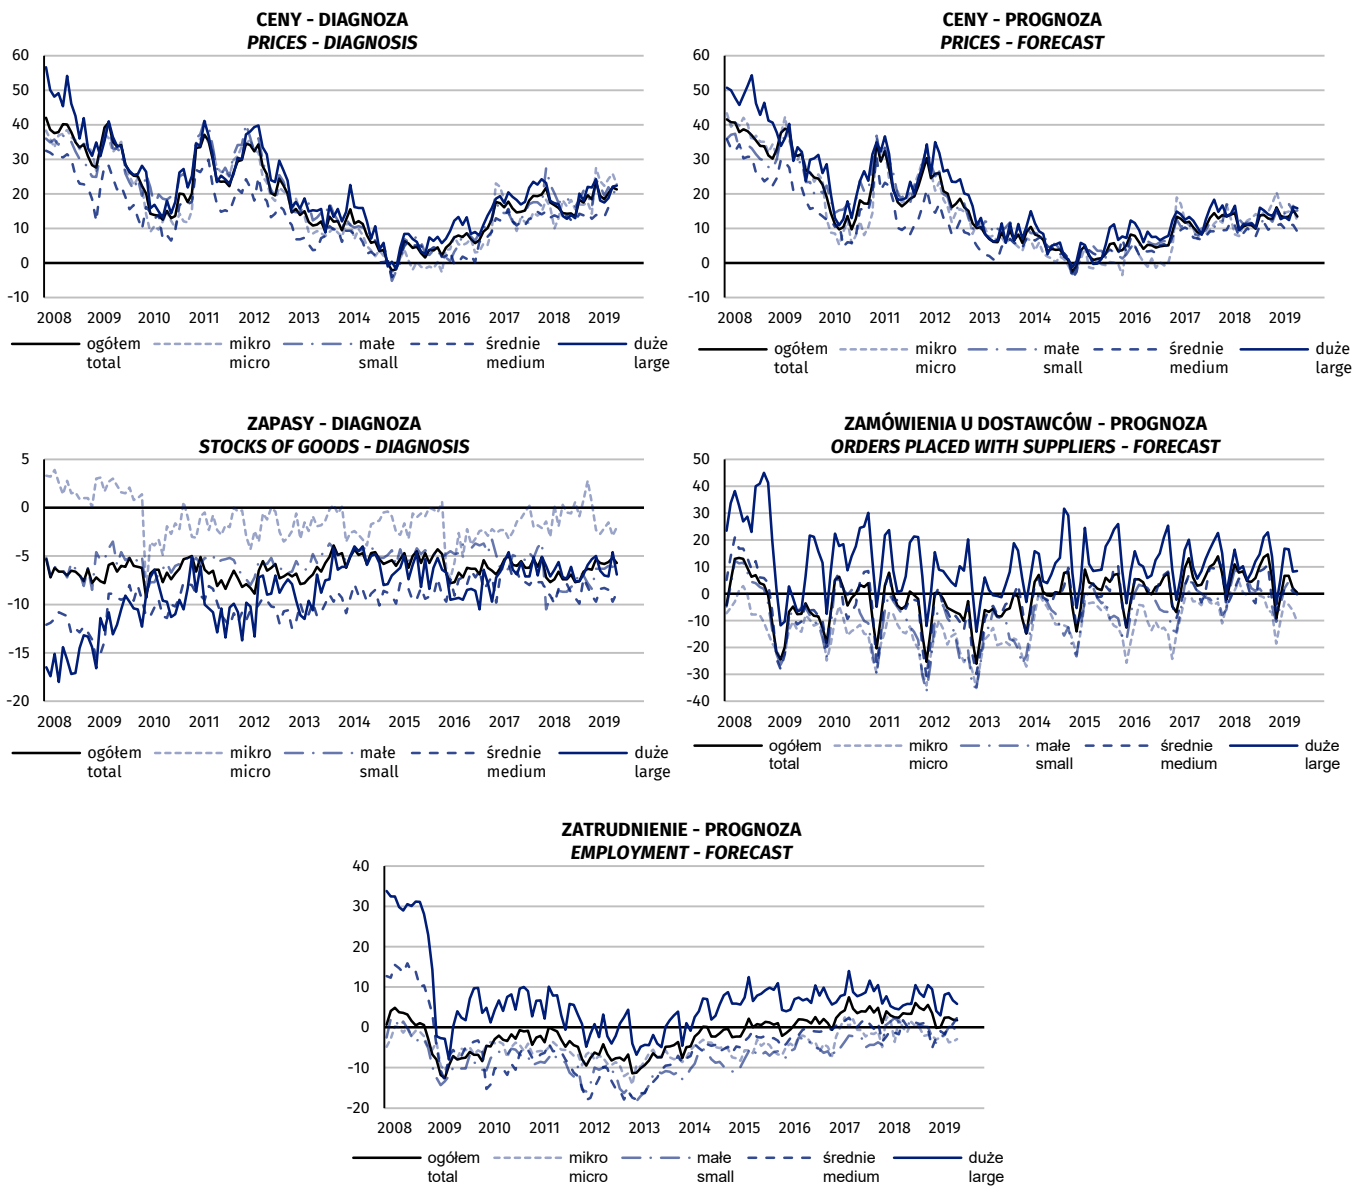 CENY - DIAGNOZA
PRICES - DIAGNOSIS
60
50
40
30
20
10
0
-10
2008 2009 2010 2011 2012 2013 2014 2015 2016 2017 2018 2019
ogółem mikro małe średnie duże
total micro small medium large
CENY - PROGNOZA
PRICES - FORECAST
60
50
40
30
20
10
0
-10
2008 2009 2010 2011 2012 2013 2014 2015 2016 2017 2018 2019
ogółem mikro małe średnie duże
total micro small medium large
ZAPASY - DIAGNOZA
STOCKS OF GOODS - DIAGNOSIS
5
0
-5
-10
-15
-20
2008 2009 2010 2011 2012 2013 2014 2015 2016 2017 2018 2019
ogółem mikro małe średnie duże
total micro small medium large
ZAMÓWIENIA U DOSTAWCÓW - PROGNOZA
ORDERS PLACED WITH SUPPLIERS - FORECAST
50
40
30
20
10
0
-10
-20
-30
-40
2008 2009 2010 2011 2012 2013 2014 2015 2016 2017 2018 2019
ogółem mikro małe średnie duże
total micro small medium large
ZATRUDNIENIE - PROGNOZA
EMPLOYMENT - FORECAST
40
30
20
10
0
-10
-20
2008 2009 2010 2011 2012 2013 2014 2015 2016 2017 2018 2019
ogółem mikro małe średnie duże
total micro small medium large